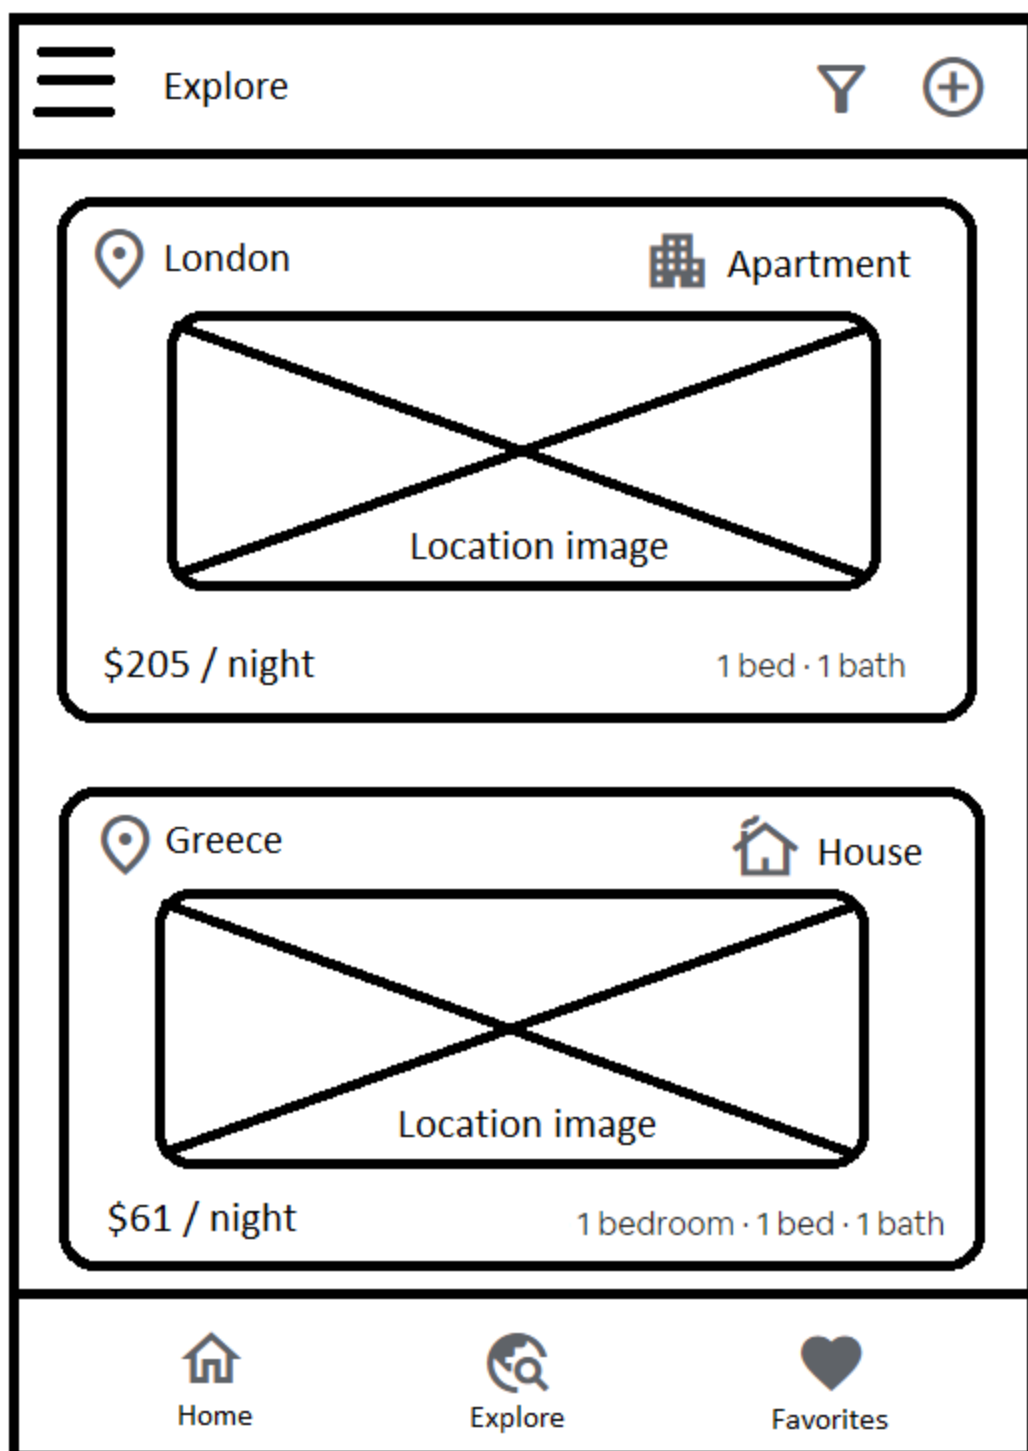 Explore
London
Apartment
Location image
$205 / night
1 bed · 1 bath
Greece
House
Location image
$61 / night
1 bedroom · 1 bed · 1 bath
Home
Explore
Favorites